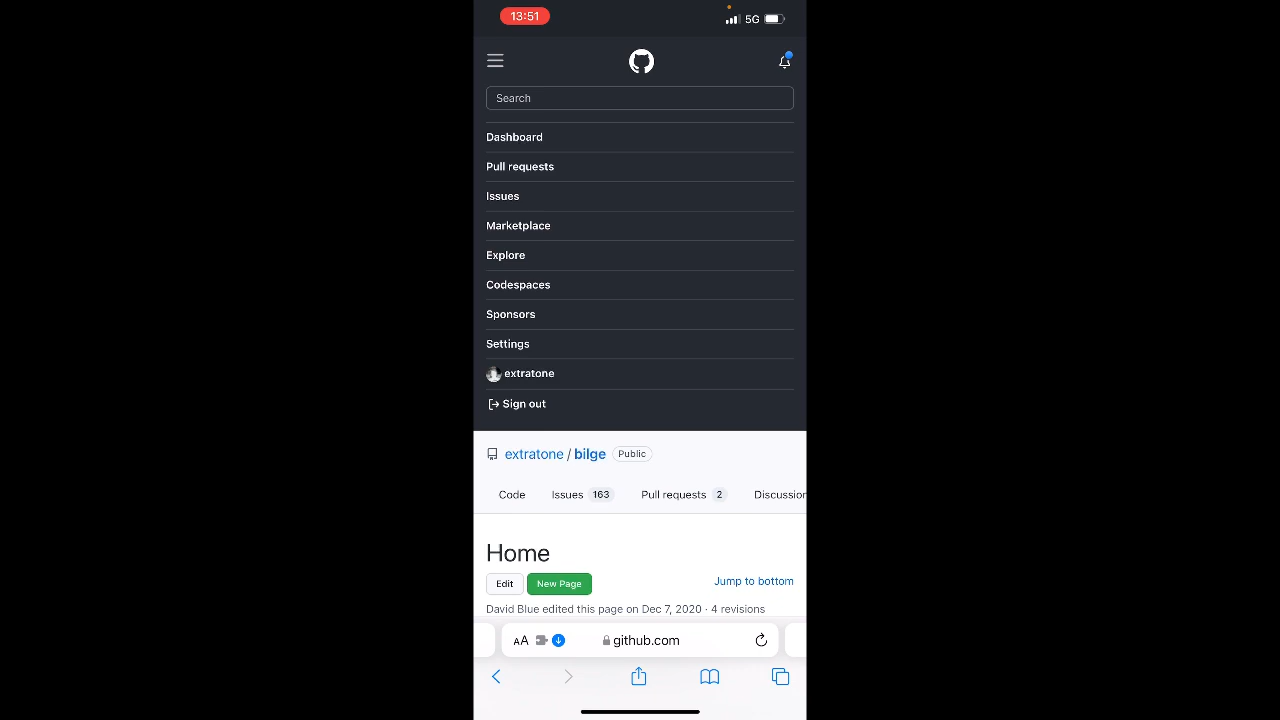 13:51
5G
Search
Dashboard
Pull requests
Issues
Marketplace
Explore
Codespaces
Sponsors
Settings
extratone
Sign out
extratone / bilge Public
Code Issues 163 Pull requests 2 Discussion
Home
Edit New Page Jump to bottom
David Blue edited this page on Dec 7, 2020 · 4 revisions
AA github.com